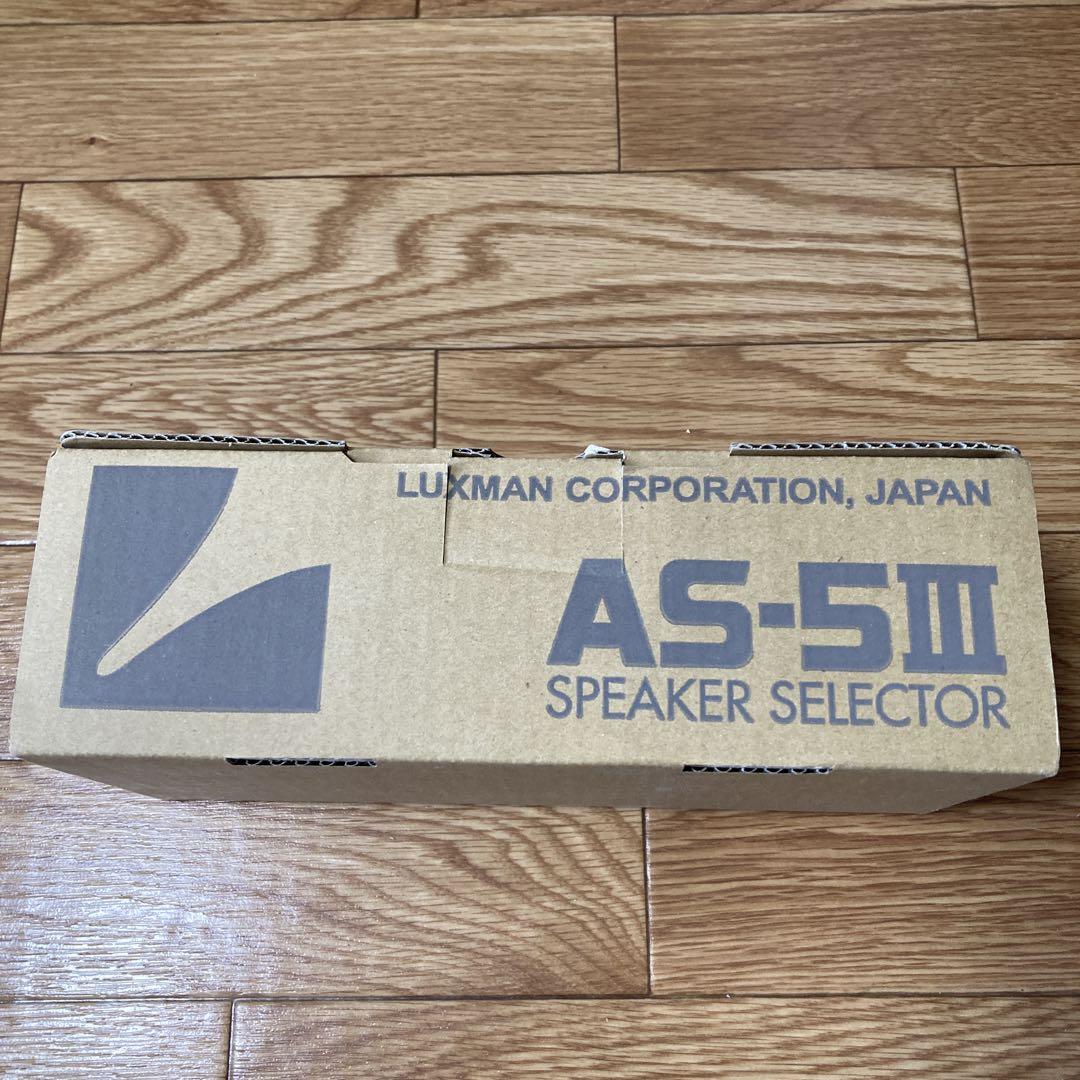 LUXMAN CORPORATION, JAPAN
AS-5III
SPEAKER SELECTOR